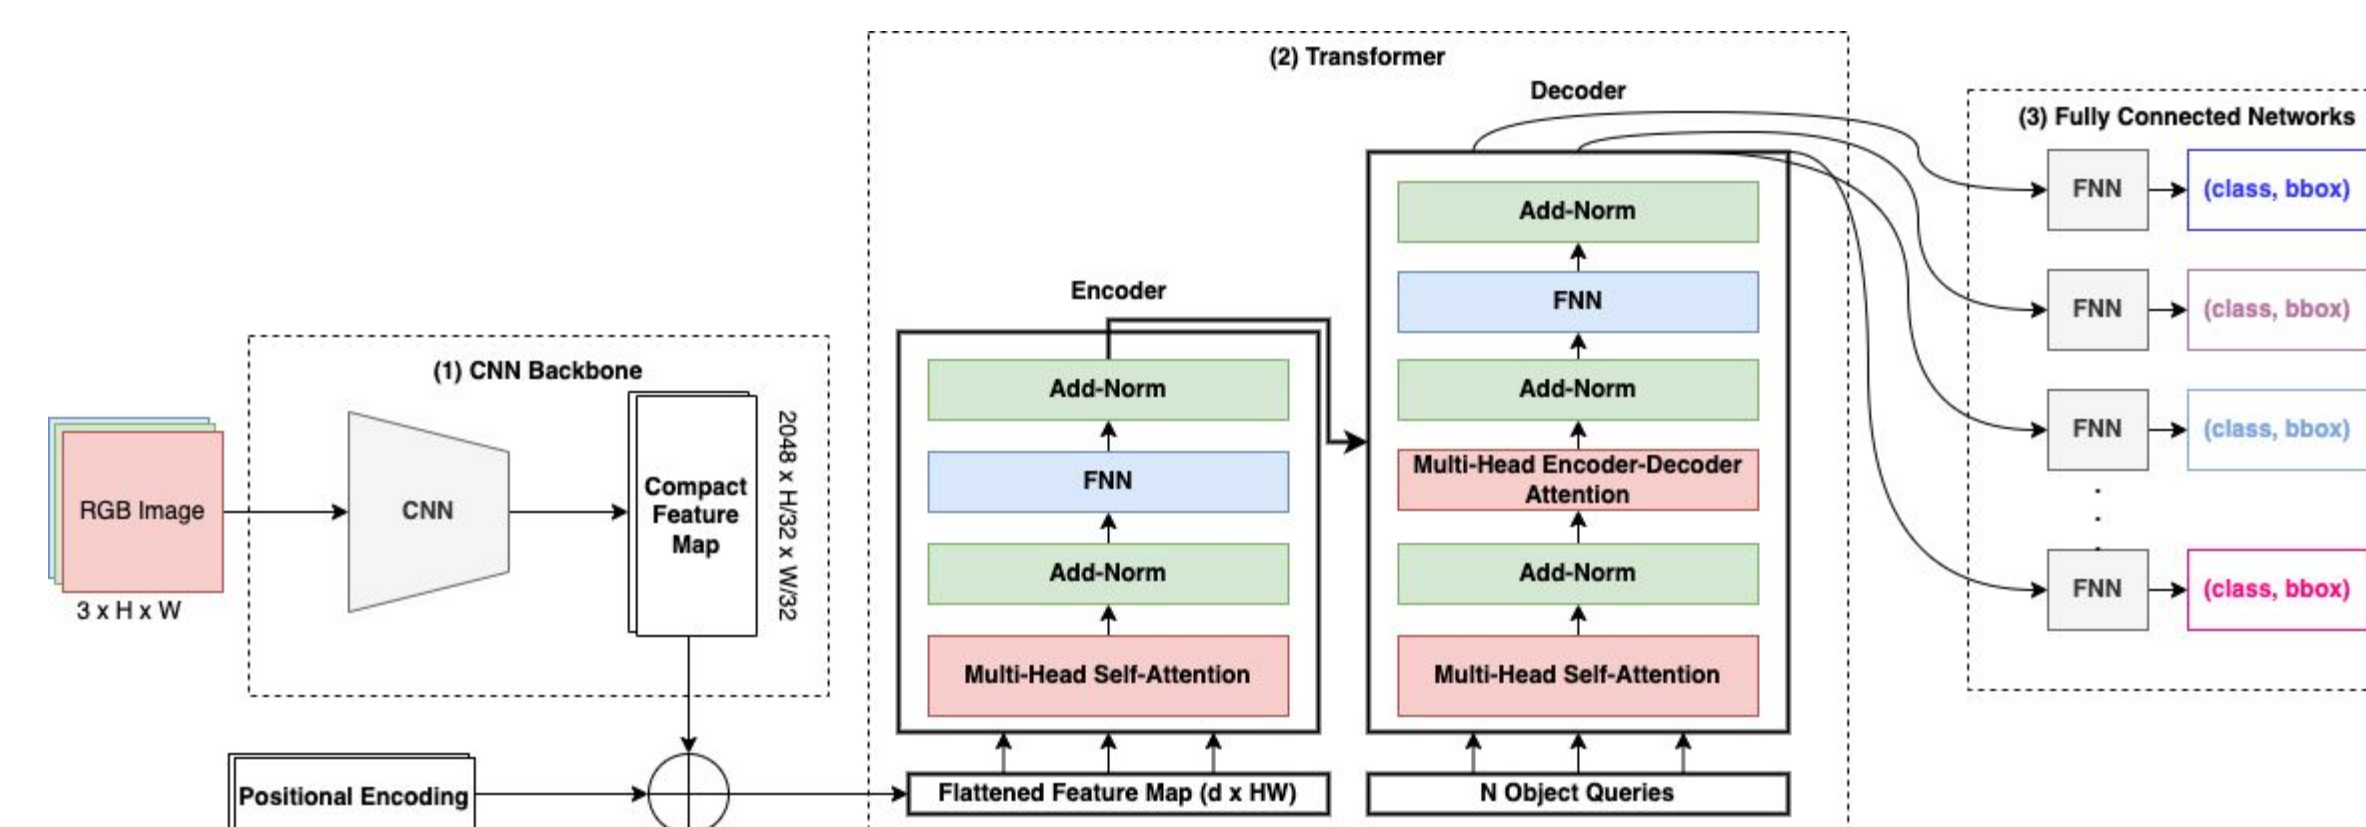 (2) Transformer
Decoder
(3) Fully Connected Networks
FNN
(class, bbox)
Add-Norm
FNN
(class, bbox)
FNN
(class, bbox)
FNN
(class, bbox)
Encoder
FNN
Add-Norm
Multi-Head Encoder-Decoder
Attention
Add-Norm
Multi-Head Self-Attention
N Object Queries
Add-Norm
FNN
Add-Norm
Multi-Head Self-Attention
Flattened Feature Map (d x HW)
(1) CNN Backbone
RGB Image
3 x H x W
CNN
Compact
Feature
Map
2048 x H/32 x W/32
Positional Encoding